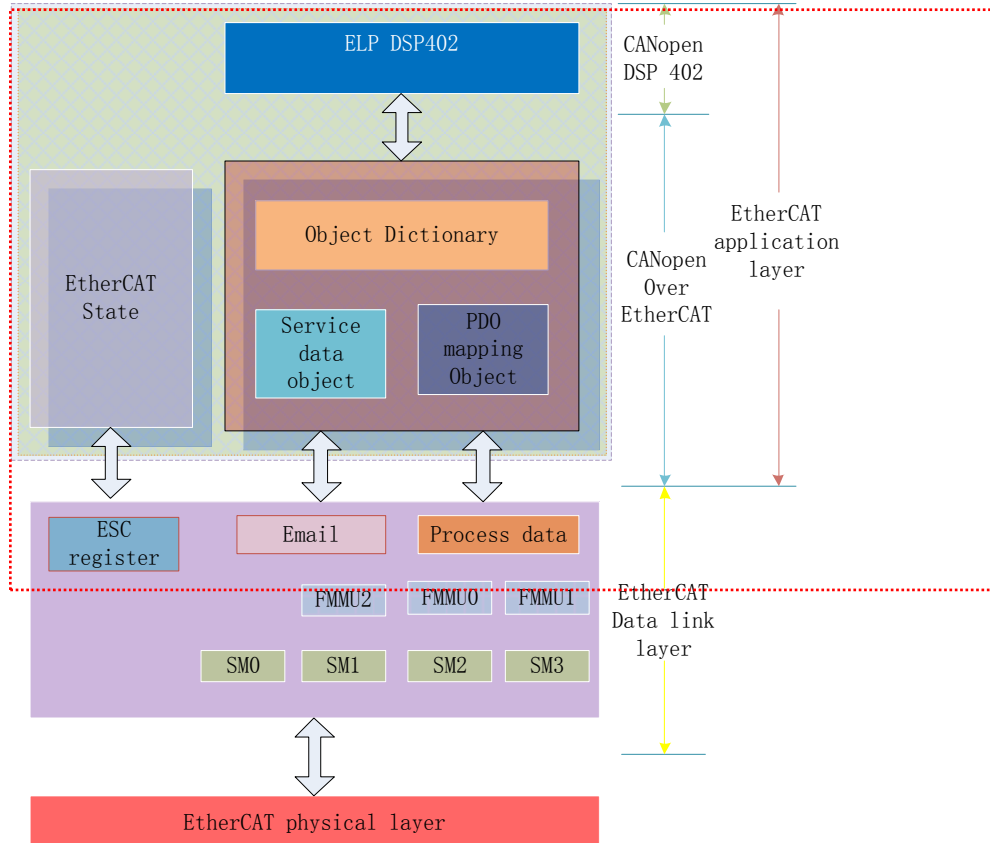 ELP DSP402
CANopen
DSP 402
EtherCAT
State
Object Dictionary
Service
data
object
PDO
mapping
Object
CANopen
Over
EtherCAT
EtherCAT
application
layer
ESC
register
Email
Process data
FMMU2
FMMU0
FMMU1
SM0
SM1
SM2
SM3
EtherCAT
Data link
layer
EtherCAT physical layer